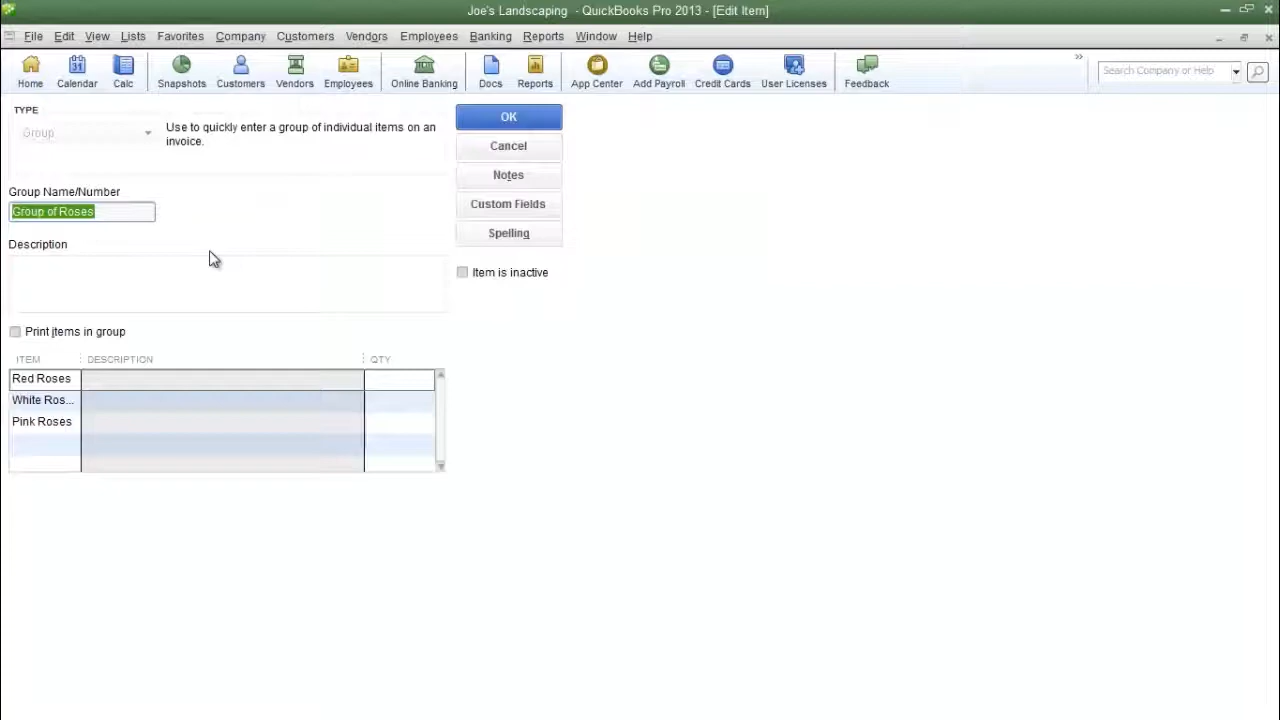 Joe's Landscaping - QuickBooks Pro 2013 - [Edit Item]
File Edit View Lists Favorites Company Customers Vendors Employees Banking Reports Window Help
31
Home Calendar Calc Snapshots Customers Vendors Employees Online Banking Docs Reports App Center Add Payroll Credit Cards User Licenses Feedback
»
Search Company or Help
TYPE
Group
Use to quickly enter a group of individual items on an
invoice.
OK
Cancel
Notes
Custom Fields
Spelling
Item is inactive
Group Name/Number
Group of Roses
Description
Print items in group
ITEM DESCRIPTION QTY
Red Roses
White Ros...
Pink Roses